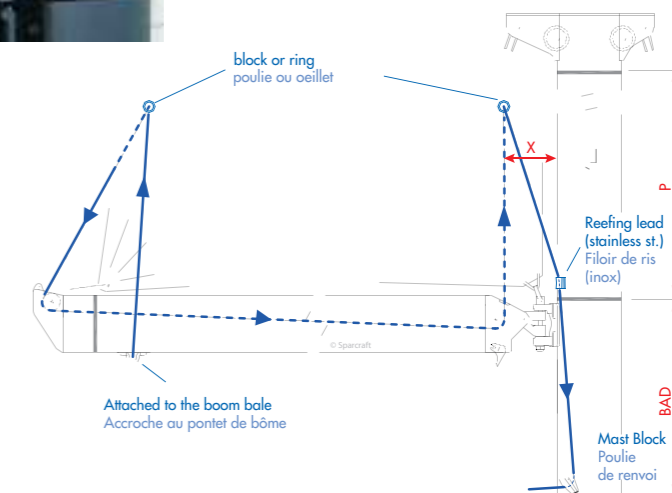 block or ring
poulie ou oeillet
X
P
Reefing lead
(stainless st.)
Filoir de ris
(inox)
© Sparcraft
Attached to the boom bale
Accroche au pontet de bôme
BAD
Mast Block
Poulie
de renvoi